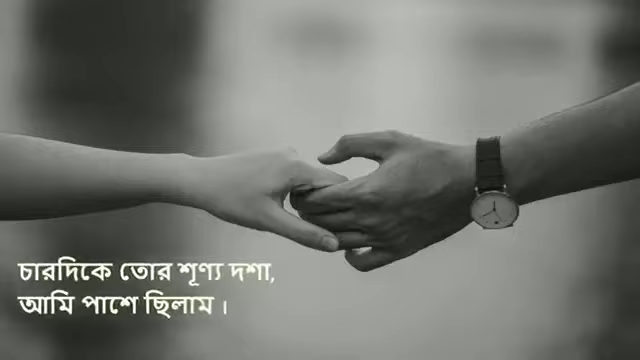 চারদিকে তোর শূণ্য দশা,
আমি পাশে ছিলাম ।